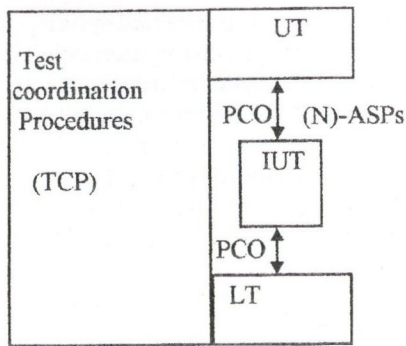 Test
coordination
Procedures
(TCP)
UT
PCO (N)-ASPs
IUT
PCO
LT